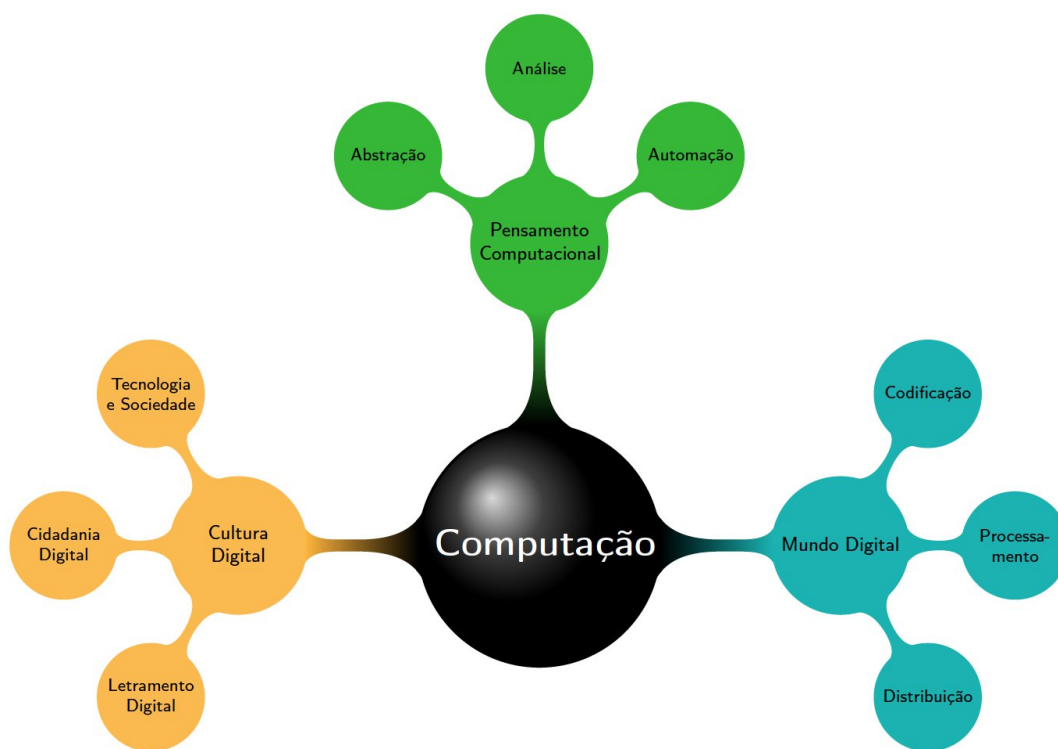 Análise
Abstração
Automação
Pensamento
Computacional
Tecnologia
e Sociedade
Codificação
Cidadania
Digital
Cultura
Digital
Computação
Mundo Digital
Processa-
mento
Letramento
Digital
Distribuição